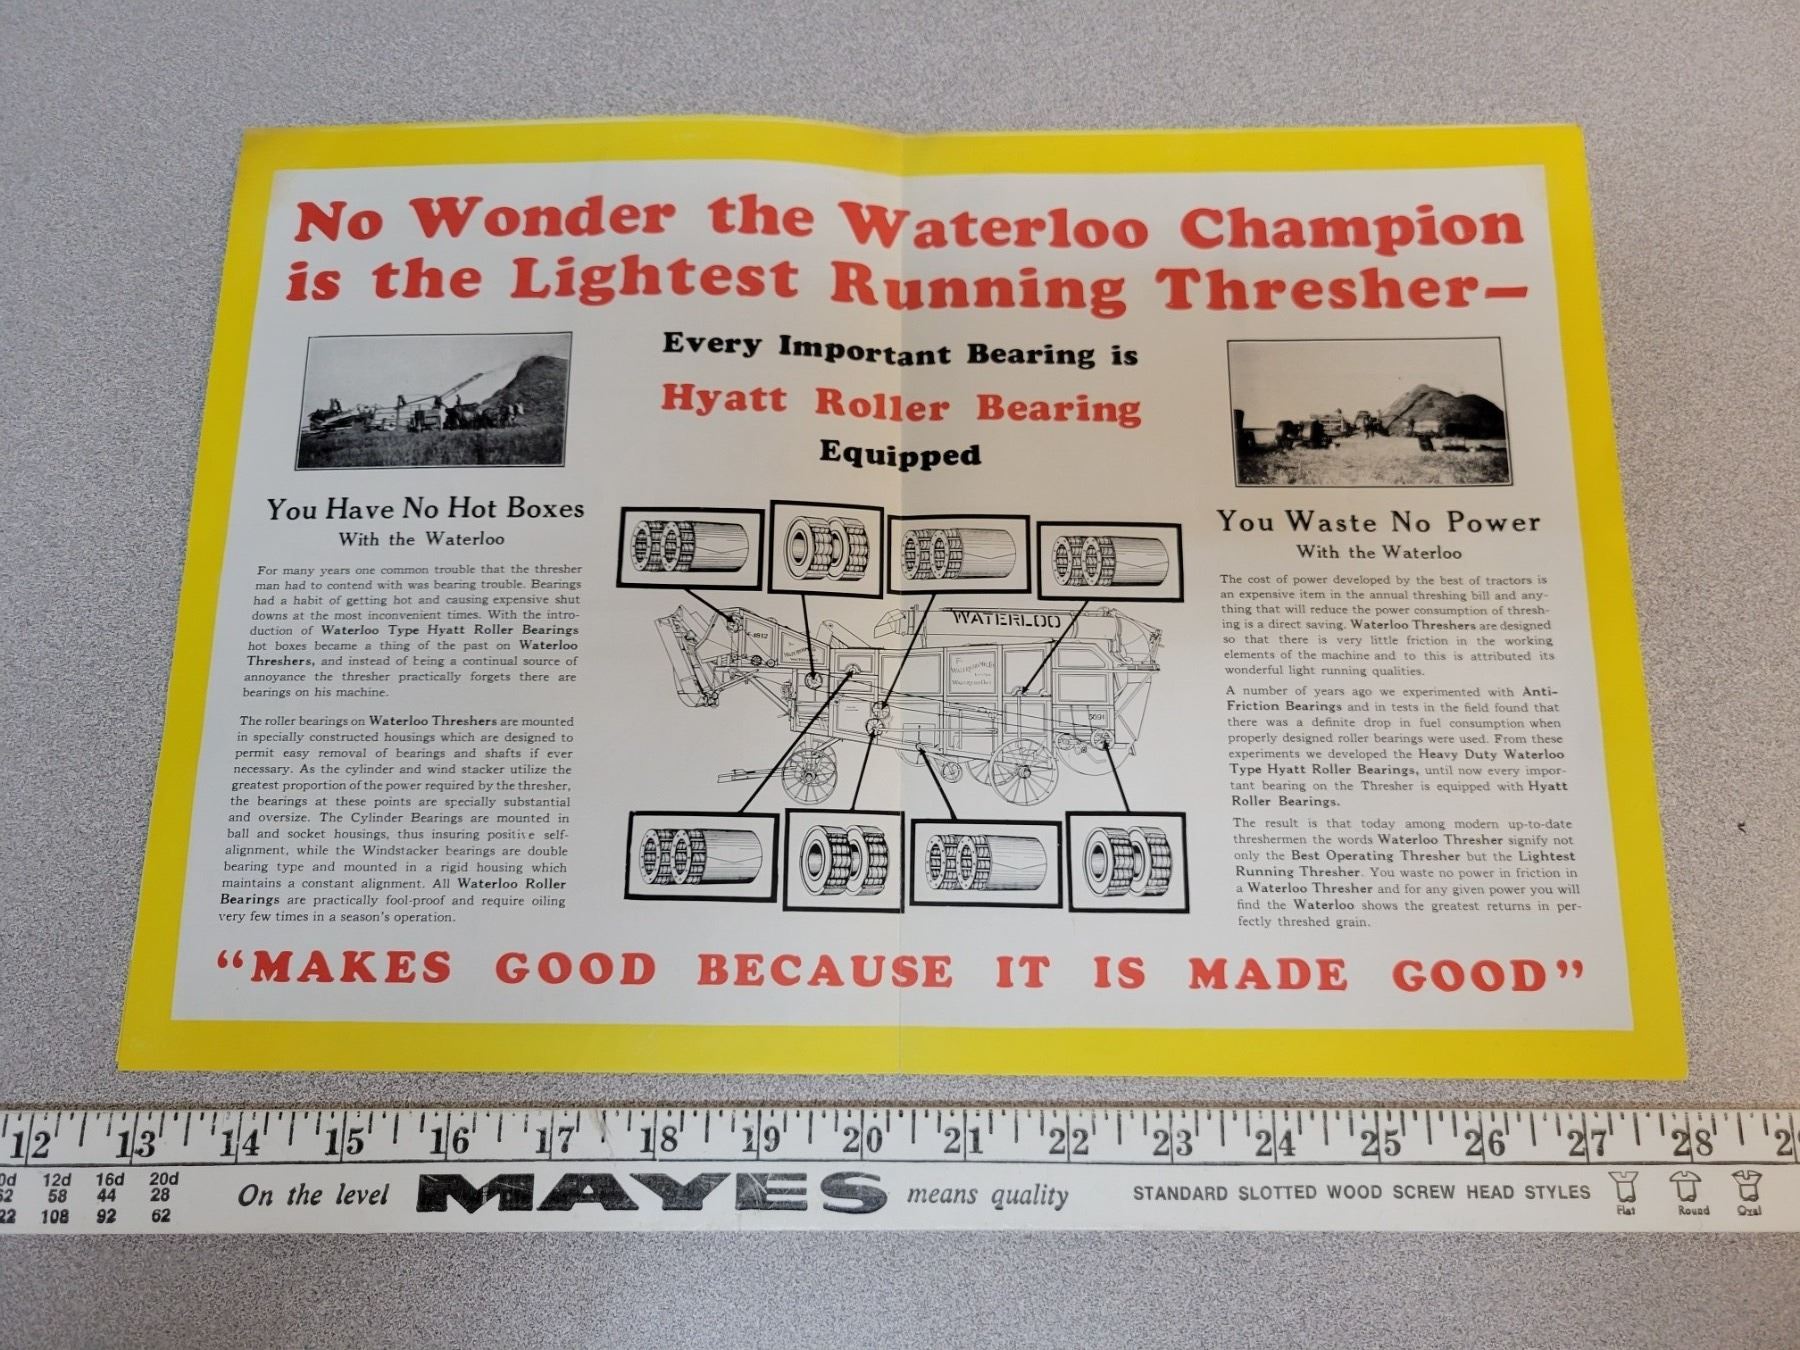 No Wonder the Waterloo Champion
is the Lightest Running Thresher—
Every Important Bearing is
Hyatt Roller Bearing
Equipped
You Have No Hot Boxes
With the Waterloo
For many years one common trouble that the thresher
man had to contend with was bearing trouble. Bearings
had a habit of getting hot and causing expensive shut
downs at the most inconvenient times. With the intro-
duction of Waterloo Type Hyatt Roller Bearings
hot boxes became a thing of the past on Waterloo
Threshers, and instead of being a continual source of
annoyance the thresher practically forgets there are
bearings on his machine.
The roller bearings on Waterloo Threshers are mounted
in specially constructed housings which are designed to
permit easy removal of bearings and shafts if ever
necessary. As the cylinder and wind stacker utilize the
greatest proportion of the power required by the thresher,
the bearings at these points are specially substantial
and oversize. The Cylinder Bearings are mounted in
ball and socket housings, thus insuring positive self-
alignment, while the Windstacker bearings are double
bearing type and mounted in a rigid housing which
maintains a constant alignment. All Waterloo Roller
Bearings are practically fool-proof and require oiling
very few times in a season's operation.
WATERLOO
5691
You Waste No Power
With the Waterloo
The cost of power developed by the best of tractors is
an expensive item in the annual threshing bill and any-
thing that will reduce the power consumption of thresh-
ing is a direct saving. Waterloo Threshers are designed
so that there is very little friction in the working
elements of the machine and to this is attributed its
wonderful light running qualities.
A number of years ago we experimented with Anti-
Friction Bearings and in tests in the field found that
there was a definite drop in fuel consumption when
properly designed roller bearings were used. From these
experiments we developed the Heavy Duty Waterloo
Type Hyatt Roller Bearings, until now every impor-
tant bearing on the Thresher is equipped with Hyatt
Roller Bearings.
The result is that today among modern up-to-date
threshermen the words Waterloo Thresher signify not
only the Best Operating Thresher but the Lightest
Running Thresher. You waste no power in friction in
a Waterloo Thresher and for any given power you will
find the Waterloo shows the greatest returns in per-
fectly threshed grain.
"MAKES GOOD BECAUSE IT IS MADE GOOD"
12 13 14 15 16 17 18 19 20 21 22 23 24 25 26 27 28
12d 16d 20d
58 44 28
108 92 62
On the level MAYES means quality
STANDARD SLOTTED WOOD SCREW HEAD STYLES
Flat Round Oval